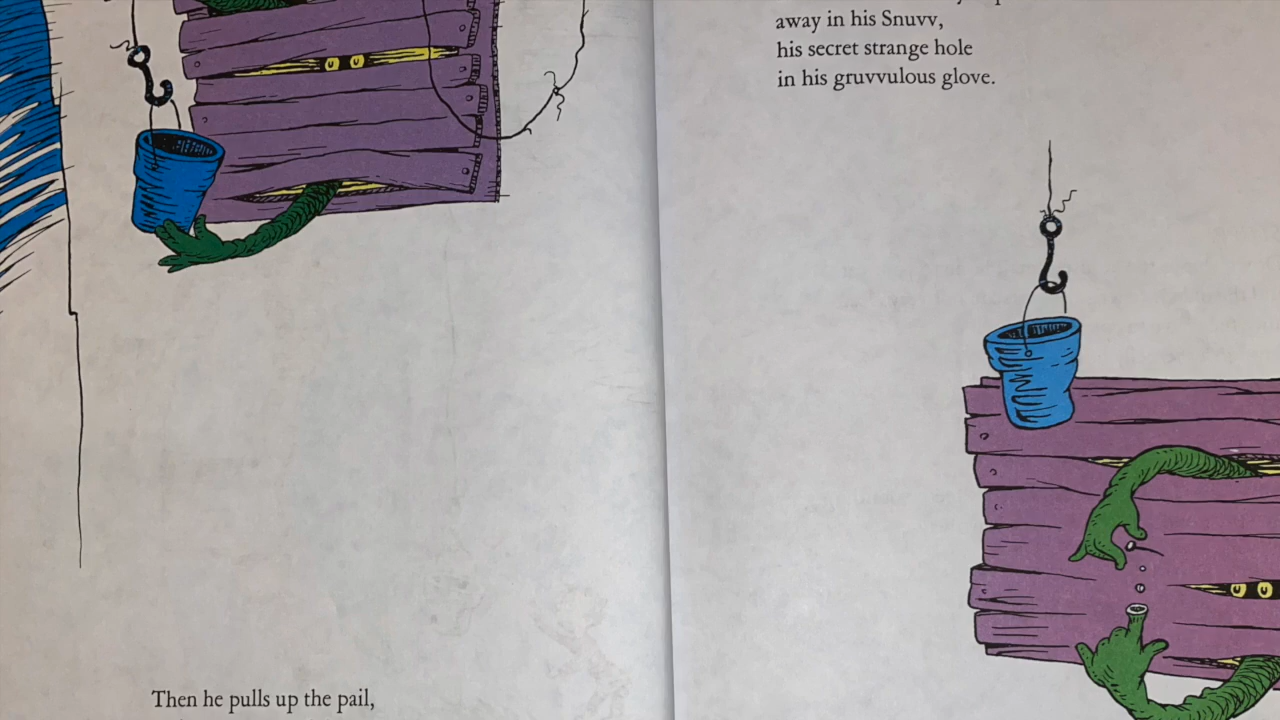 Then he pulls up the pail,
away in his Snuvv,
his secret strange hole
in his gruvvulous glove.